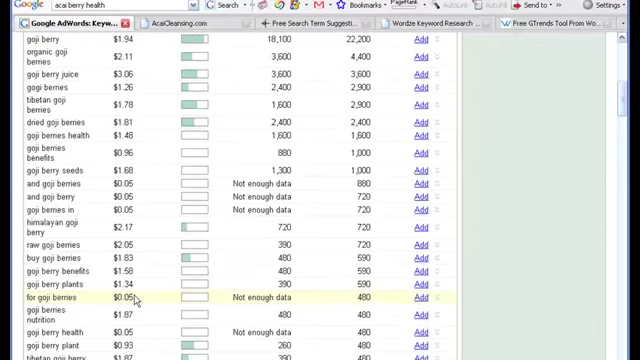 Google acai berry health Search Bookmarks PageRank AutoLink AutoFill Send to Settings
Google AdWords: Keyw... AcaiCleansing.com Free Search Term Suggesti... Wordze Keyword Research ... Free GTrends Tool From Wo...
goji berry $1.94 18,100 22,200 Add
organic goji
berries $2.11 3,600 4,400 Add
goji berry juice $3.06 3,600 3,600 Add
gogi berries $1.26 2,400 2,900 Add
tibetan goji
berries $1.78 1,600 2,900 Add
dried goji berries $1.81 2,400 2,400 Add
goji berries health $1.48 1,600 1,600 Add
goji berries
benefits $0.96 880 1,000 Add
goji berry seeds $1.68 1,300 1,000 Add
and goji berries $0.05 Not enough data 880 Add
and goji berry $0.05 Not enough data 720 Add
goji berries in $0.05 Not enough data 720 Add
himalayan goji
berry $2.17 720 720 Add
raw goji berries $2.05 390 720 Add
buy goji berries $1.83 480 590 Add
goji berry benefits $1.58 480 590 Add
goji berry plants $1.34 390 590 Add
for goji berries $0.05 Not enough data 480 Add
goji berries
nutrition $1.87 480 480 Add
goji berry health $0.05 Not enough data 480 Add
goji berry plant $0.93 260 480 Add
tibetan goji berry $1.87 390 480 Add